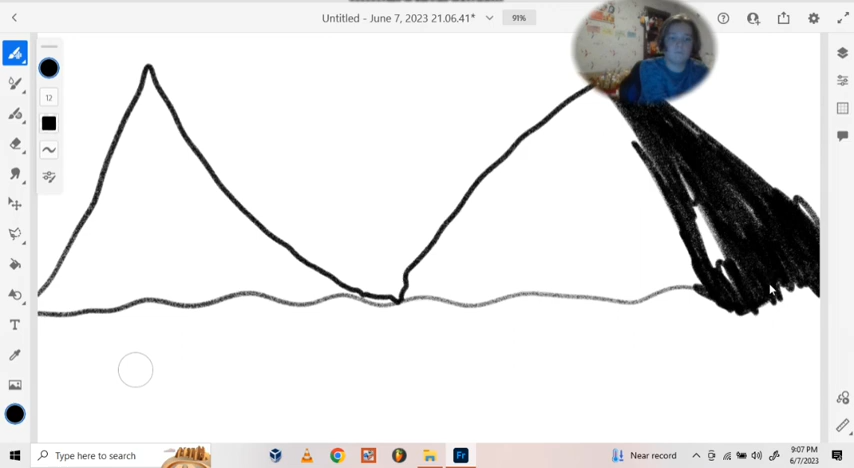 Untitled - June 7, 2023 21.06.41*
91%
12
T
Type here to search
Fr
Near record
9:07 PM
6/7/2023